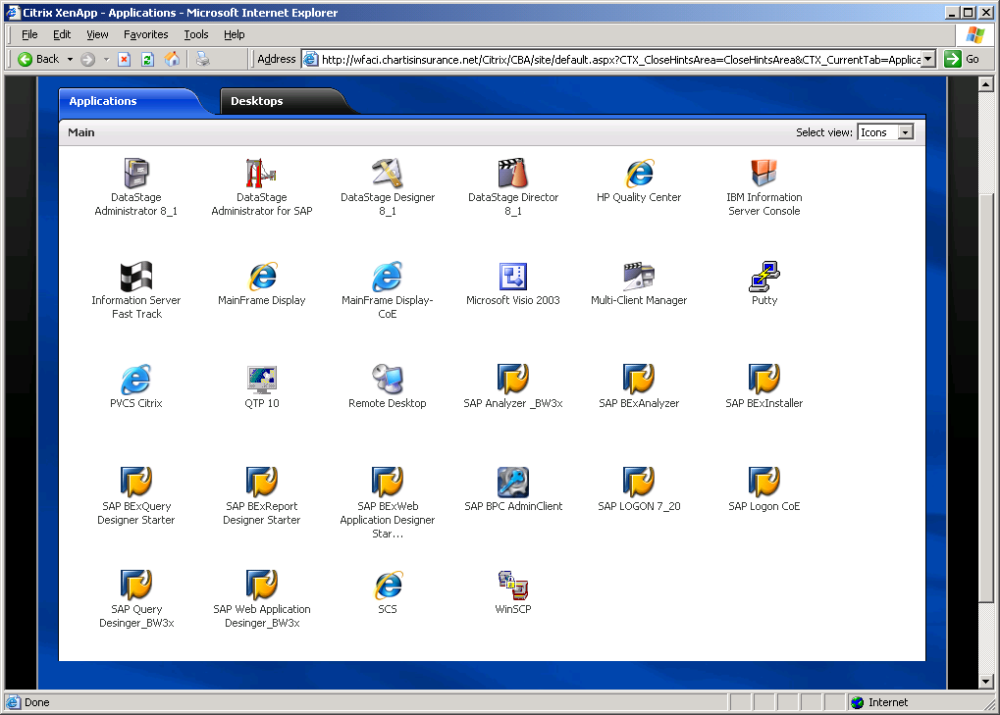 Citrix XenApp - Applications - Microsoft Internet Explorer
File Edit View Favorites Tools Help
Back Address http://wfaci.chartisinsurance.net/Citrix/CBA/site/default.aspx?CTX_CloseHintsArea=CloseHintsArea&CTX_CurrentTab=Applica Go
Applications Desktops
Main Select view: Icons
DataStage DataStage DataStage Designer DataStage Director HP Quality Center IBM Information
Administrator 8_1 Administrator for SAP 8_1 8_1 Server Console
Information Server MainFrame Display MainFrame Display- Microsoft Visio 2003 Multi-Client Manager Putty
Fast Track CoE
PVCS Citrix QTP 10 Remote Desktop SAP Analyzer _BW3x SAP BExAnalyzer SAP BExInstaller
SAP BExQuery SAP BExReport SAP BExWeb SAP BPC AdminClient SAP LOGON 7_20 SAP Logon CoE
Designer Starter Designer Starter Application Designer
Star...
SAP Query SAP Web Application SCS WinSCP
Desinger_BW3x Desinger_BW3x
Done Internet